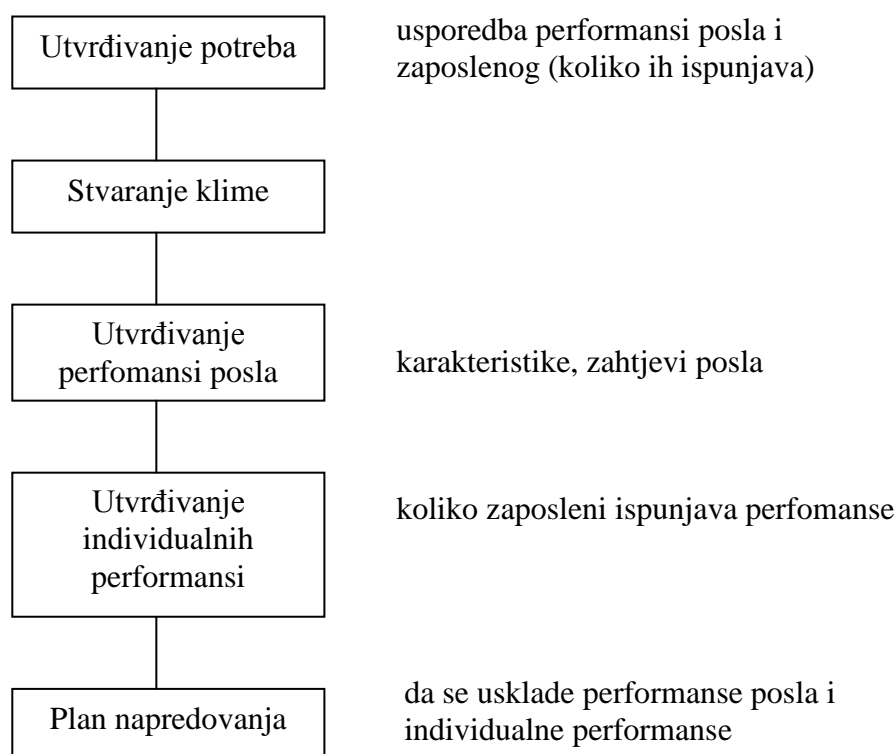 Utvrđivanje potreba
usporedba performansi posla i
zaposlenog (koliko ih ispunjava)
Stvaranje klime
Utvrđivanje
perfomansi posla
karakteristike, zahtjevi posla
Utvrđivanje
individualnih
performansi
koliko zaposleni ispunjava perfomanse
Plan napredovanja
da se usklade performanse posla i
individualne performanse